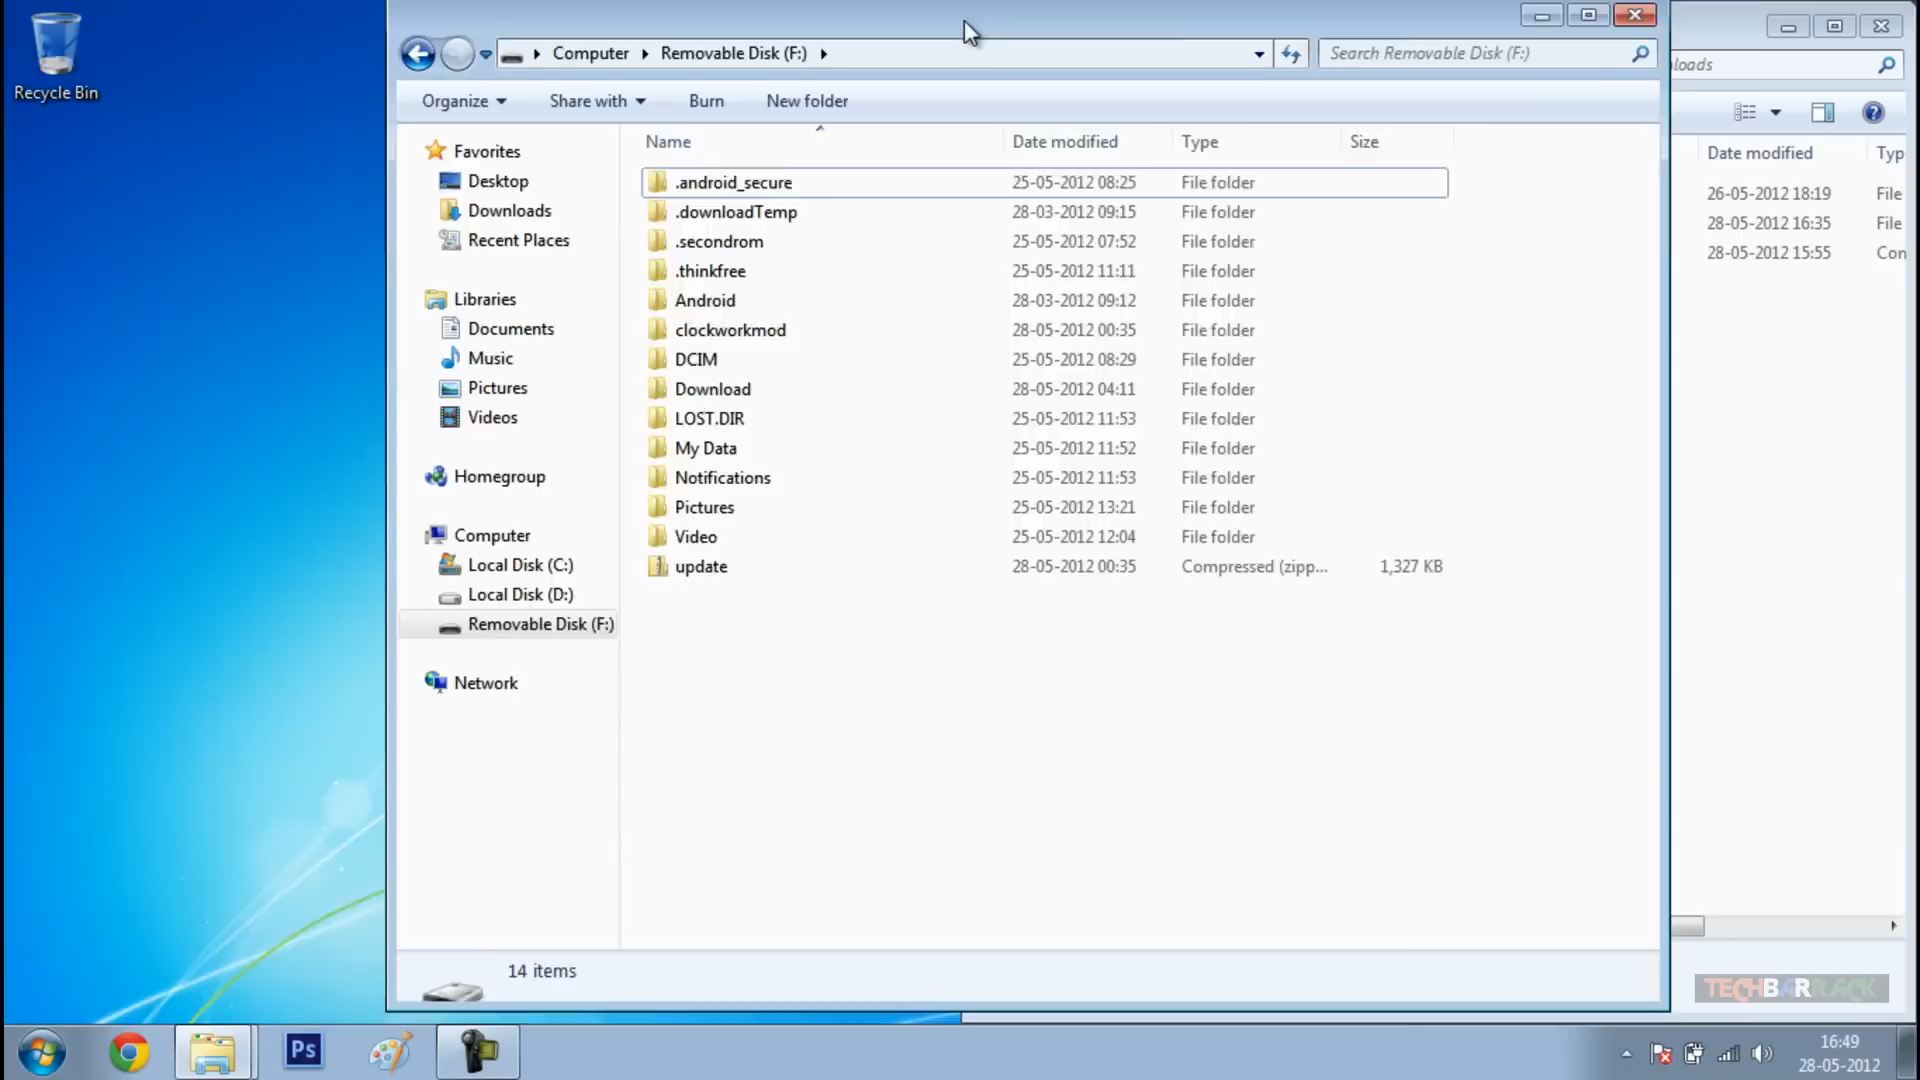 Recycle Bin
Computer
Removable Disk (F:)
Search Removable Disk (F:)
loads
Organize
Share with
Burn
New folder
Favorites
Desktop
Downloads
Recent Places
Libraries
Documents
Music
Pictures
Videos
Homegroup
Computer
Local Disk (C:)
Local Disk (D:)
Removable Disk (F:)
Network
Name Date modified Type Size
.android_secure 25-05-2012 08:25 File folder
.downloadTemp 28-03-2012 09:15 File folder
.secondrom 25-05-2012 07:52 File folder
.thinkfree 25-05-2012 11:11 File folder
Android 28-03-2012 09:12 File folder
clockworkmod 28-05-2012 00:35 File folder
DCIM 25-05-2012 08:29 File folder
Download 28-05-2012 04:11 File folder
LOST.DIR 25-05-2012 11:53 File folder
My Data 25-05-2012 11:52 File folder
Notifications 25-05-2012 11:53 File folder
Pictures 25-05-2012 13:21 File folder
Video 25-05-2012 12:04 File folder
update 28-05-2012 00:35 Compressed (zipp... 1,327 KB
Date modified Typ
26-05-2012 18:19 File
28-05-2012 16:35 File
28-05-2012 15:55 Con
14 items
TECHBARRACK
Ps
16:49
28-05-2012